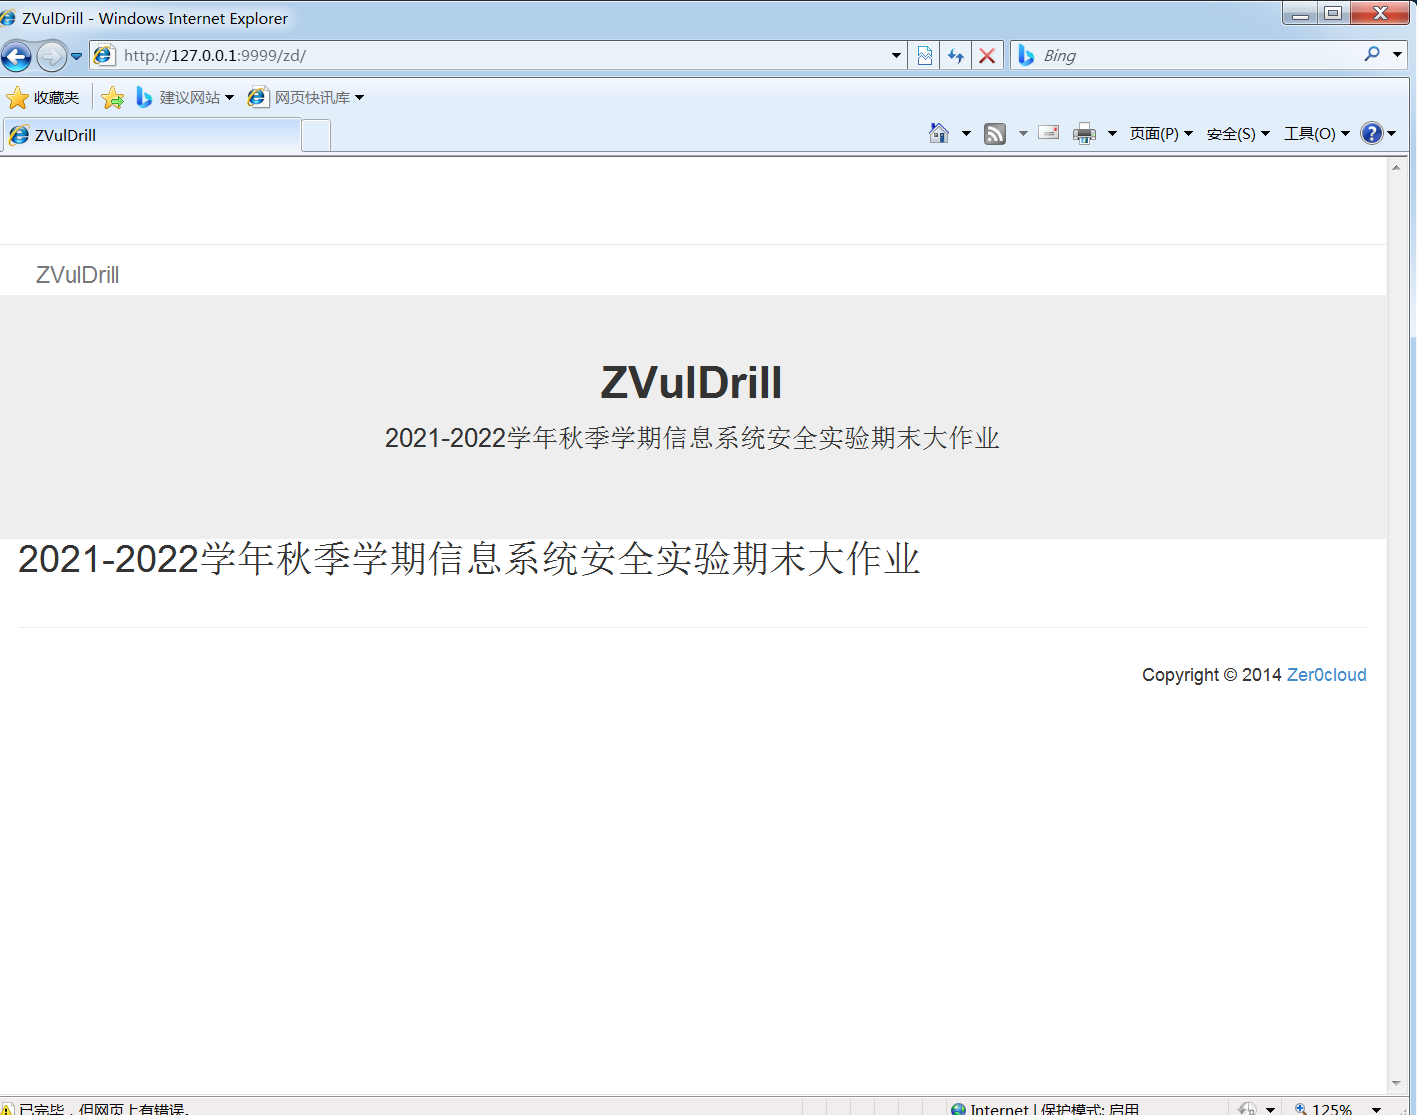 ZVulDrill - Windows Internet Explorer
http://127.0.0.1:9999/zd/
Bing
收藏夹 建议网站 网页快讯库
ZVulDrill
页面(P) 安全(S) 工具(O)
ZVulDrill
ZVulDrill
2021-2022学年秋季学期信息系统安全实验期末大作业
2021-2022学年秋季学期信息系统安全实验期末大作业
Copyright © 2014 Zer0cloud
已完毕，但网页上有错误。 Internet | 保护模式: 启用 125%